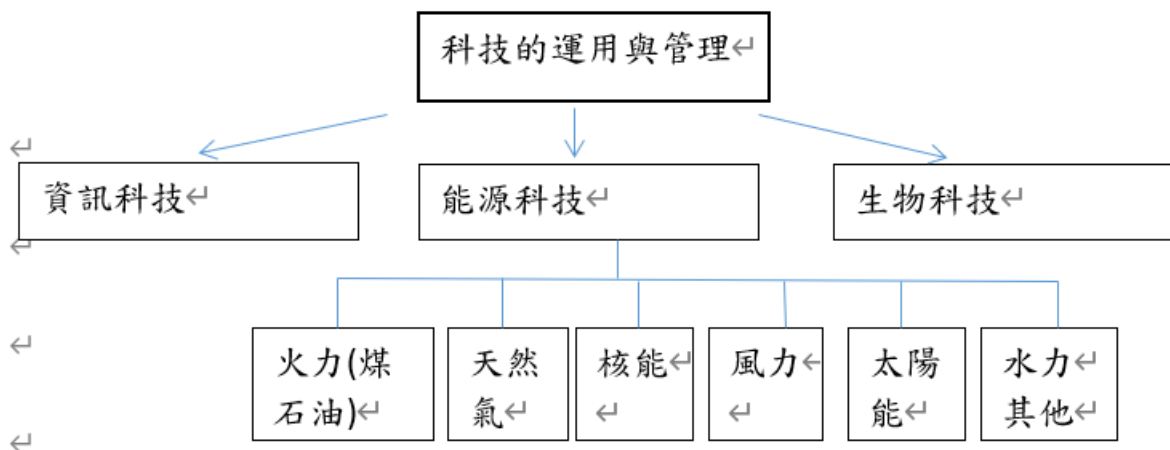 科技的運用與管理
資訊科技
能源科技
生物科技
火力(煤
石油)
天然
氣
核能
風力
太陽
能
水力
其他